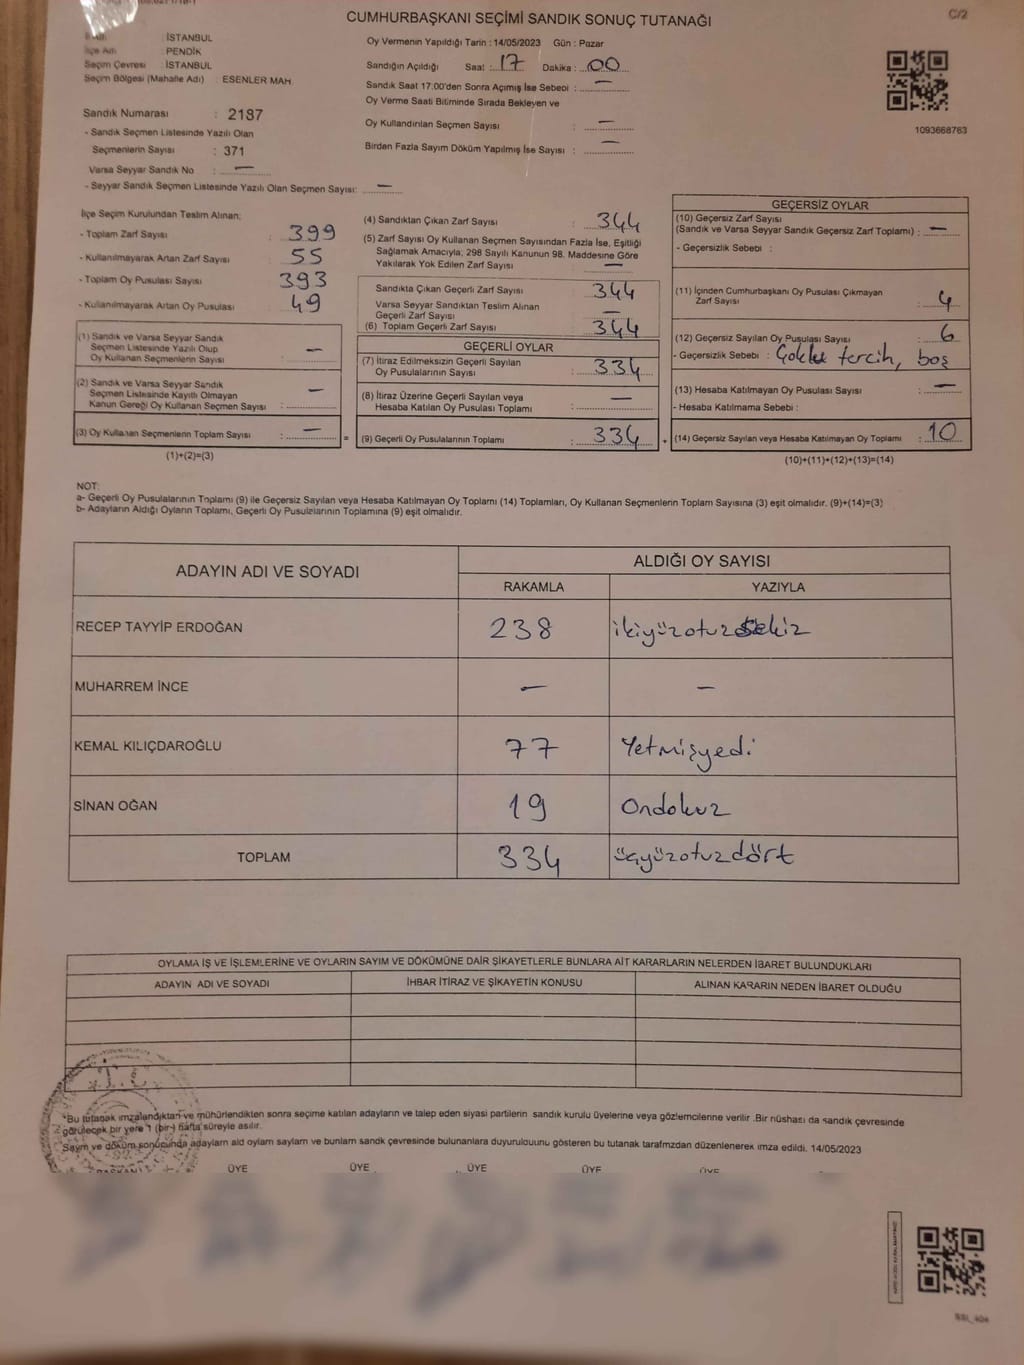 CUMHURBAŞKANI SEÇİMİ SANDIK SONUÇ TUTANAĞI
C/2
: İSTANBUL
İlçe Adı : PENDİK
Seçim Çevresi : İSTANBUL
Seçim Bölgesi (Mahalle Adı) : ESENLER MAH.
Sandık Numarası : 2187
- Sandık Seçmen Listesinde Yazılı Olan
Seçmenlerin Sayısı : 371
Varsa Seyyar Sandık No : —
- Seyyar Sandık Seçmen Listesinde Yazılı Olan Seçmen Sayısı: —
Oy Vermenin Yapıldığı Tarih : 14/05/2023 Gün : Pazar
Sandığın Açıldığı Saat : 17 Dakika : 00
Sandık Saat 17:00'den Sonra Açılmış İse Sebebi : —
Oy Verme Saati Bitiminde Sırada Bekleyen ve
Oy Kullandırılan Seçmen Sayısı : —
Birden Fazla Sayım Döküm Yapılmış İse Sayısı : —
1093668763
İlçe Seçim Kurulundan Teslim Alınan;
- Toplam Zarf Sayısı : 399
- Kullanılmayarak Artan Zarf Sayısı : 55
- Toplam Oy Pusulası Sayısı : 393
- Kullanılmayarak Artan Oy Pusulası : 49
(1) Sandık ve Varsa Seyyar Sandık
Seçmen Listesinde Yazılı Olup
Oy Kullanan Seçmenlerin Sayısı : —
(2) Sandık ve Varsa Seyyar Sandık
Seçmen Listesinde Kayıtlı Olmayan
Kanun Gereği Oy Kullanan Seçmen Sayısı : —
(3) Oy Kullanan Seçmenlerin Toplam Sayısı : —
(1)+(2)=(3)
(4) Sandıktan Çıkan Zarf Sayısı : 344
(5) Zarf Sayısı Oy Kullanan Seçmen Sayısından Fazla İse, Eşitliği
Sağlamak Amacıyla, 298 Sayılı Kanunun 98. Maddesine Göre
Yakılarak Yok Edilen Zarf Sayısı : —
Sandıkta Çıkan Geçerli Zarf Sayısı : 344
Varsa Seyyar Sandıktan Teslim Alınan
Geçerli Zarf Sayısı : —
(6) Toplam Geçerli Zarf Sayısı : 344
GEÇERLİ OYLAR
(7) İtiraz Edilmeksizin Geçerli Sayılan
Oy Pusulalarının Sayısı : 334
(8) İtiraz Üzerine Geçerli Sayılan veya
Hesaba Katılan Oy Pusulası Toplamı : —
= (9) Geçerli Oy Pusulalarının Toplamı : 334
GEÇERSİZ OYLAR
(10) Geçersiz Zarf Sayısı
(Sandık ve Varsa Seyyar Sandık Geçersiz Zarf Toplamı) : —
- Geçersizlik Sebebi :
(11) İçinden Cumhurbaşkanı Oy Pusulası Çıkmayan
Zarf Sayısı : 4
(12) Geçersiz Sayılan Oy Pusulası Sayısı : 6
- Geçersizlik Sebebi : Çoklu tercih, boş
(13) Hesaba Katılmayan Oy Pusulası Sayısı : —
- Hesaba Katılmama Sebebi :
+ (14) Geçersiz Sayılan veya Hesaba Katılmayan Oy Toplamı : 10
(10)+(11)+(12)+(13)=(14)
NOT:
a- Geçerli Oy Pusulalarının Toplamı (9) ile Geçersiz Sayılan veya Hesaba Katılmayan Oy Toplamı (14) Toplamları, Oy Kullanan Seçmenlerin Toplam Sayısına (3) eşit olmalıdır. (9)+(14)=(3)
b- Adayların Aldığı Oyların Toplamı, Geçerli Oy Pusulalarının Toplamına (9) eşit olmalıdır.
ADAYIN ADI VE SOYADI
ALDIĞI OY SAYISI
RAKAMLA YAZIYLA
RECEP TAYYİP ERDOĞAN 238 ikiyüzotuzsekiz
MUHARREM İNCE — —
KEMAL KILIÇDAROĞLU 77 Yetmişyedi
SİNAN OĞAN 19 Ondokuz
TOPLAM 334 üçyüzotuzdört
OYLAMA İŞ VE İŞLEMLERİNE VE OYLARIN SAYIM VE DÖKÜMÜNE DAİR ŞİKAYETLERLE BUNLARA AİT KARARLARIN NELERDEN İBARET BULUNDUKLARI
ADAYIN ADI VE SOYADI İHBAR İTİRAZ VE ŞİKAYETİN KONUSU ALINAN KARARIN NEDEN İBARET OLDUĞU
T.C.
*Bu tutanak imzalandıktan ve mühürlendikten sonra seçime katılan adayların ve talep eden siyasi partilerin sandık kurulu üyelerine veya gözlemcilerine verilir .Bir nüshası da sandık çevresinde
görülecek bir yere 1 (bir) hafta süreyle asılır.
Sayım ve döküm sonucunda adayların ald oyların sayların ve bunların sandk çevresinde bulunanlara duyurulduunu gösteren bu tutanak tarafmzdan düzenlenerek imza edildi. 14/05/2023
ÜYE ÜYE ÜYE ÜYE ÜYE